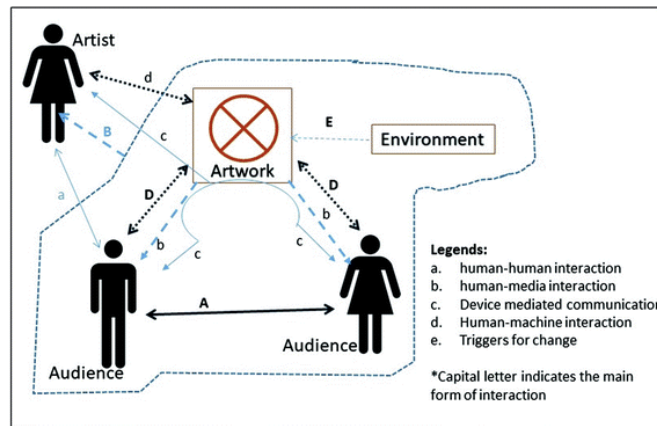 Artist
d
B
c
E
Environment
Artwork
a
D
D
b
b
c
c
A
Audience
Audience
Legends:
a. human-human interaction
b. human-media interaction
c. Device mediated communication
d. Human-machine interaction
e. Triggers for change
*Capital letter indicates the main
form of interaction